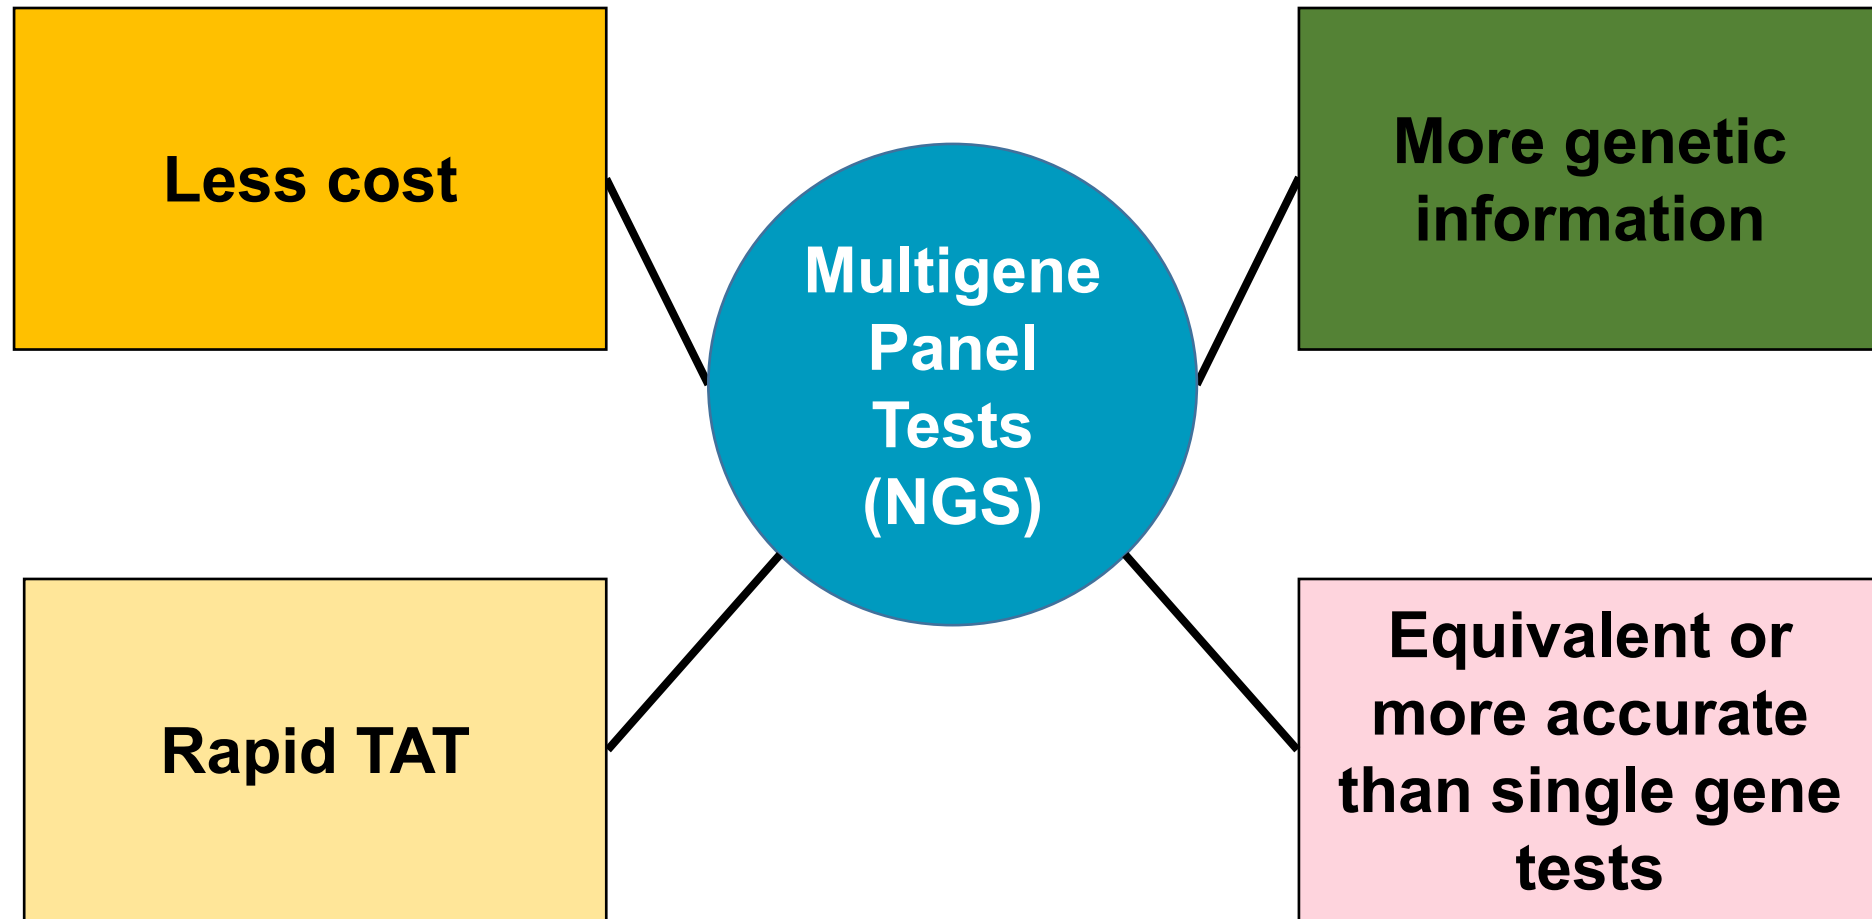 Less cost
More genetic
information
Multigene
Panel
Tests
(NGS)
Rapid TAT
Equivalent or
more accurate
than single gene
tests